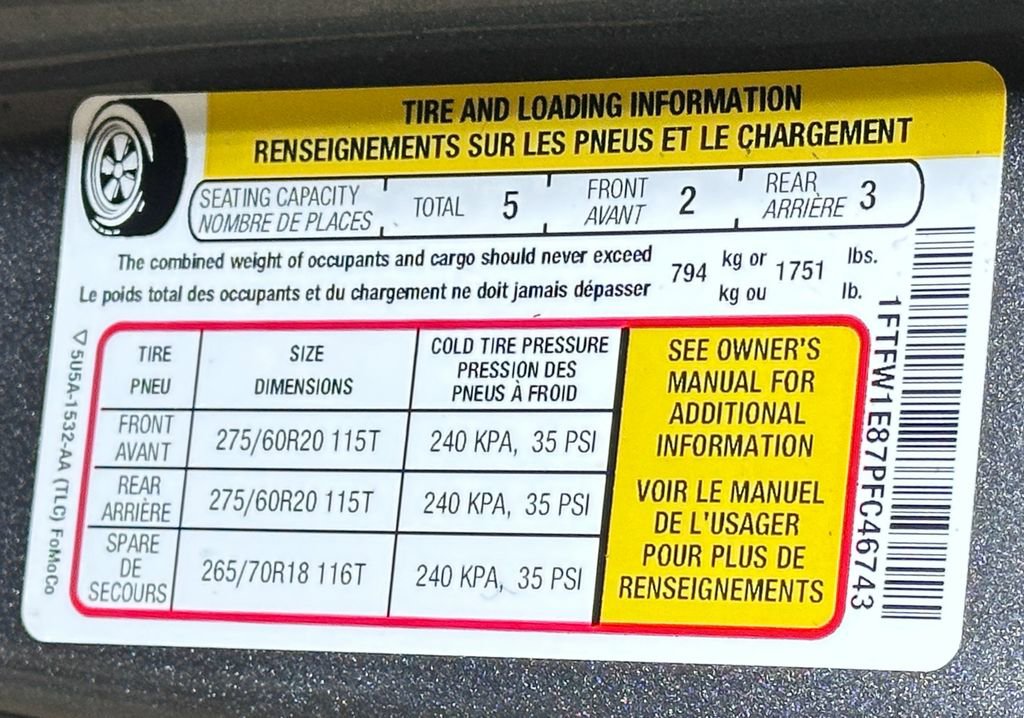 TIRE AND LOADING INFORMATION
RENSEIGNEMENTS SUR LES PNEUS ET LE CHARGEMENT
SEATING CAPACITY
NOMBRE DE PLACES
TOTAL 5
FRONT
AVANT 2
REAR
ARRIÈRE 3
The combined weight of occupants and cargo should never exceed 794 kg or 1751 lbs.
Le poids total des occupants et du chargement ne doit jamais dépasser kg ou lb.
TIRE
PNEU
SIZE
DIMENSIONS
COLD TIRE PRESSURE
PRESSION DES
PNEUS À FROID
FRONT
AVANT
275/60R20 115T
240 KPA, 35 PSI
REAR
ARRIÈRE
275/60R20 115T
240 KPA, 35 PSI
SPARE
DE
SECOURS
265/70R18 116T
240 KPA, 35 PSI
SEE OWNER'S
MANUAL FOR
ADDITIONAL
INFORMATION
VOIR LE MANUEL
DE L'USAGER
POUR PLUS DE
RENSEIGNEMENTS
1FTFW1E87PFC46743
5U5A-1532-AA (TLC) FoMoCo